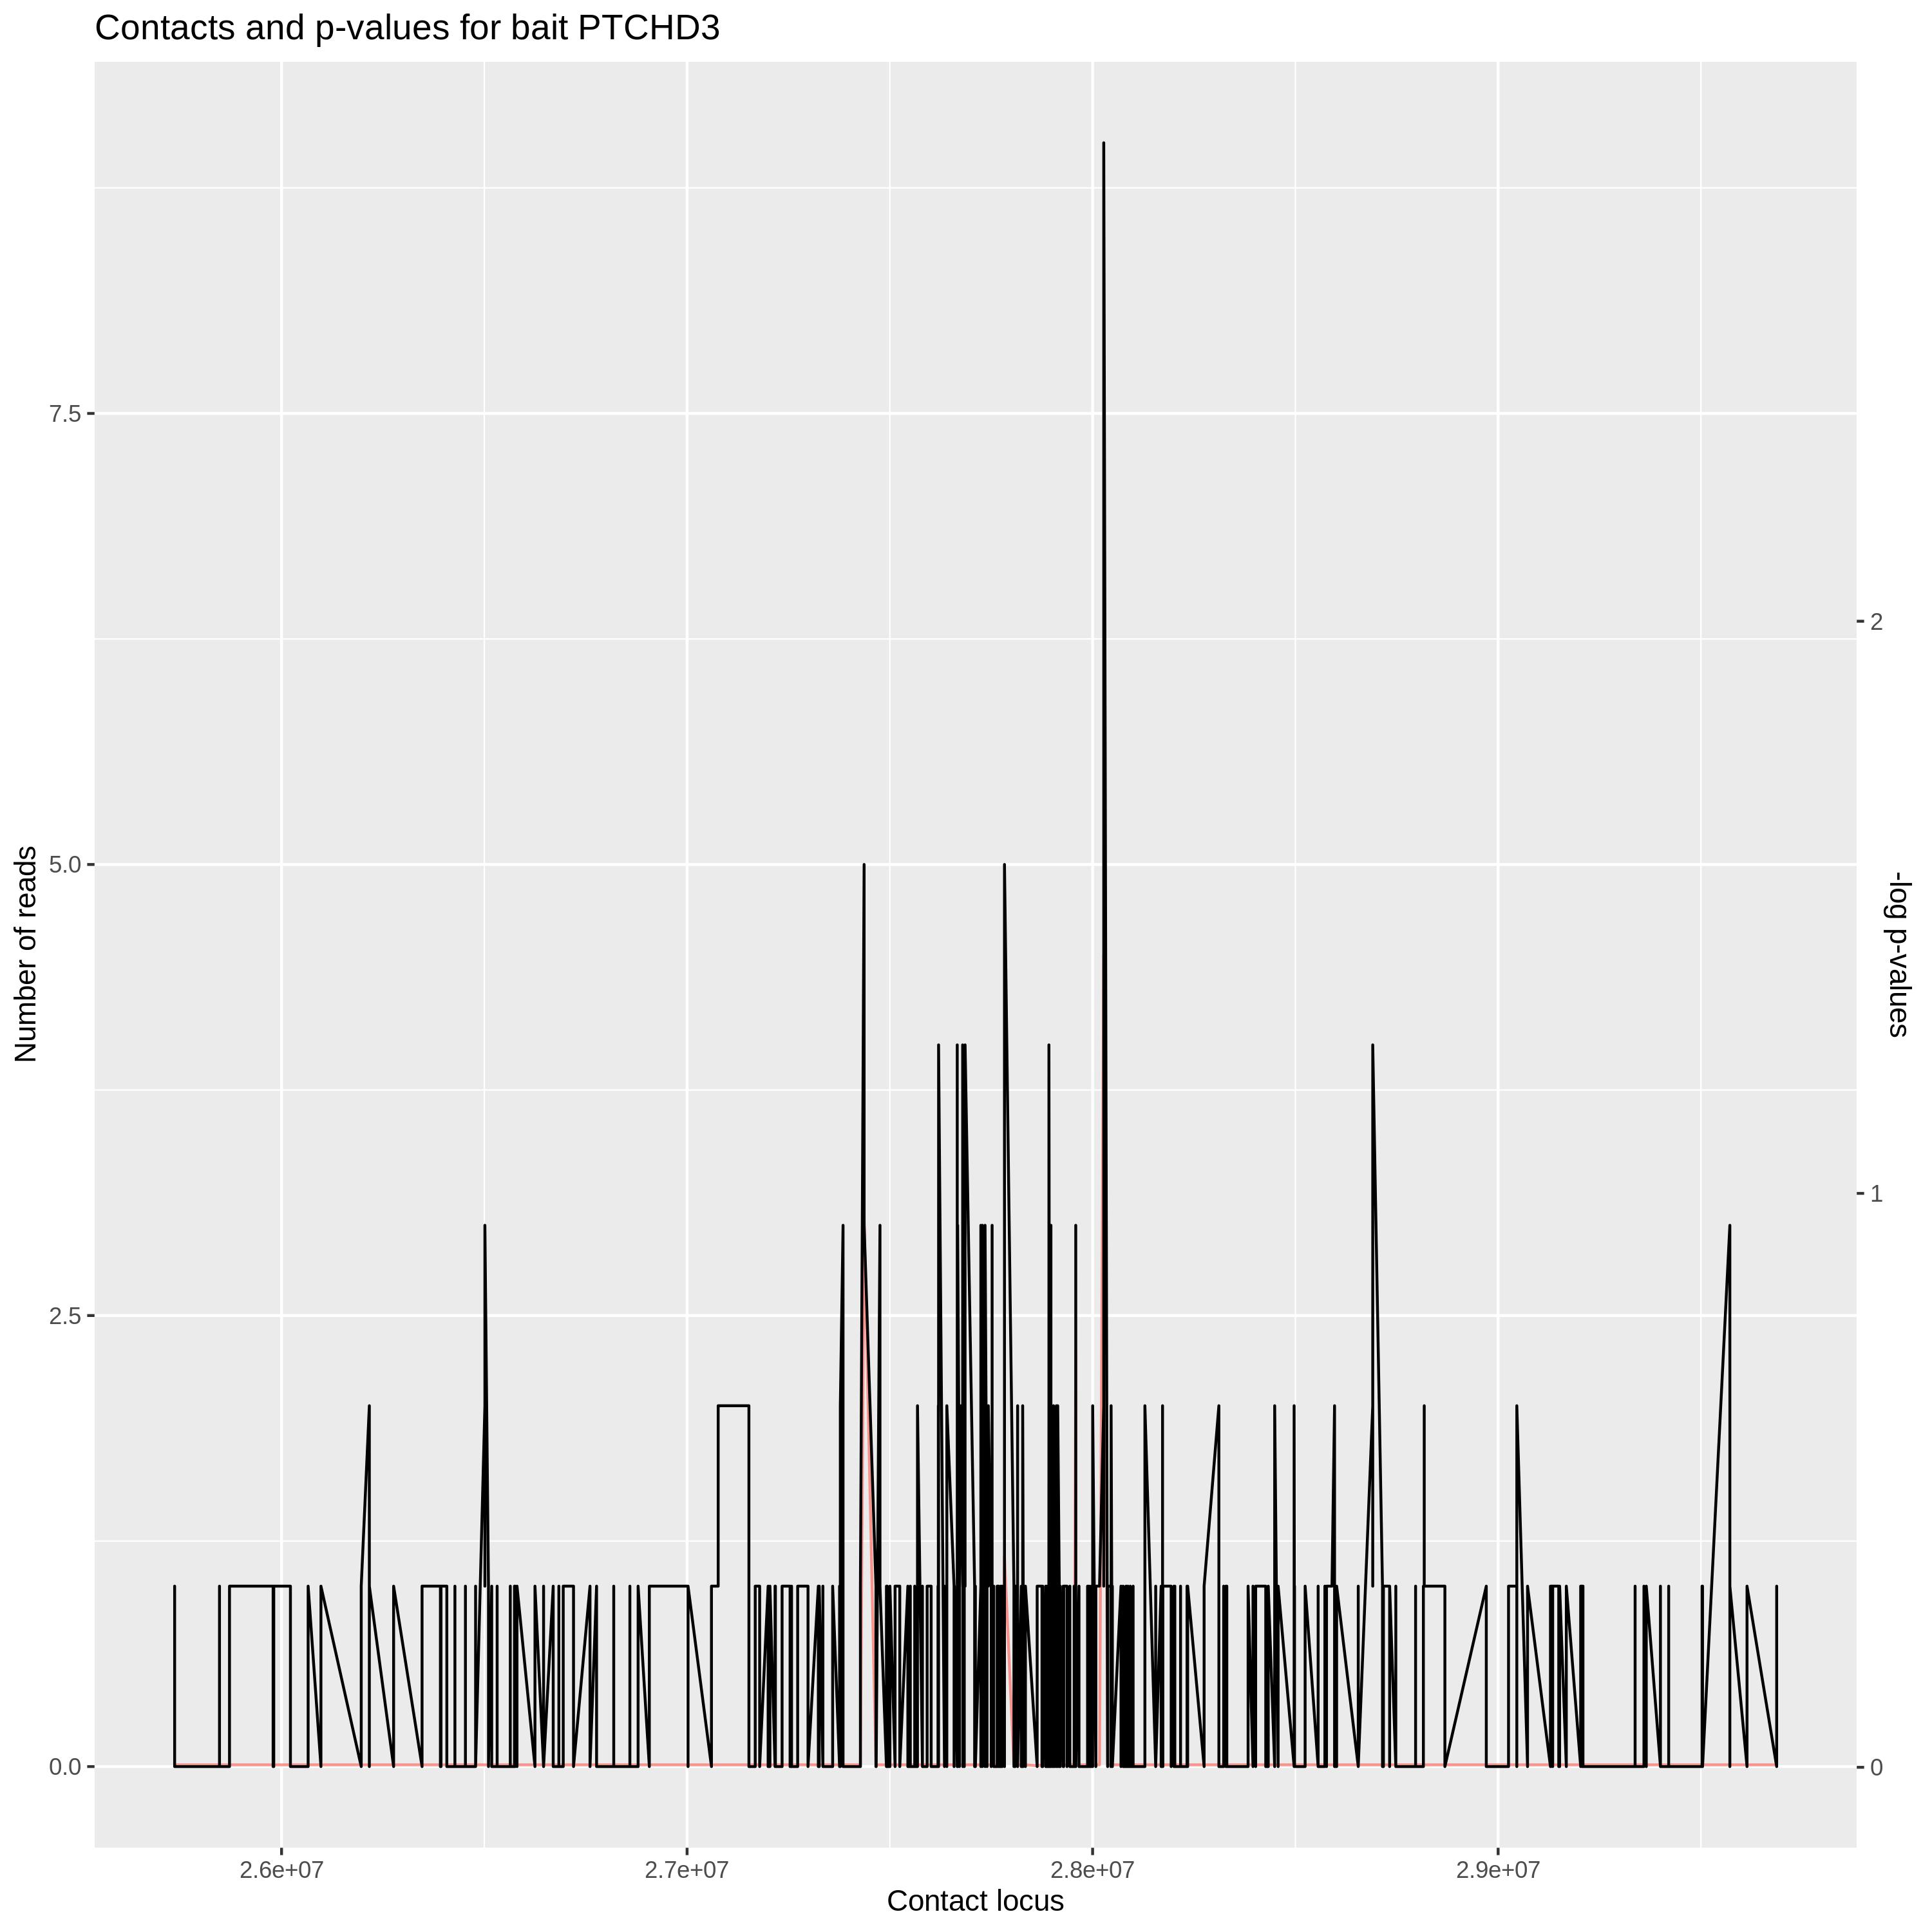 Contacts and p-values for bait PTCHD3
Number of reads
7.5
5.0
2.5
0.0
2
1
0
-log p-values
2.6e+07
2.7e+07
2.8e+07
2.9e+07
Contact locus